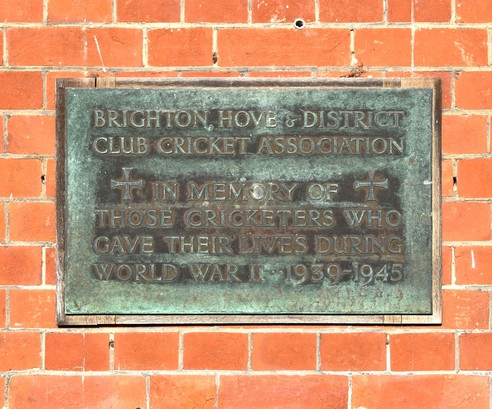 BRIGHTON, HOVE & DISTRICT
CLUB CRICKET ASSOCIATION
IN MEMORY OF
THOSE CRICKETERS WHO
GAVE THEIR LIVES DURING
WORLD WAR II · 1939-1945